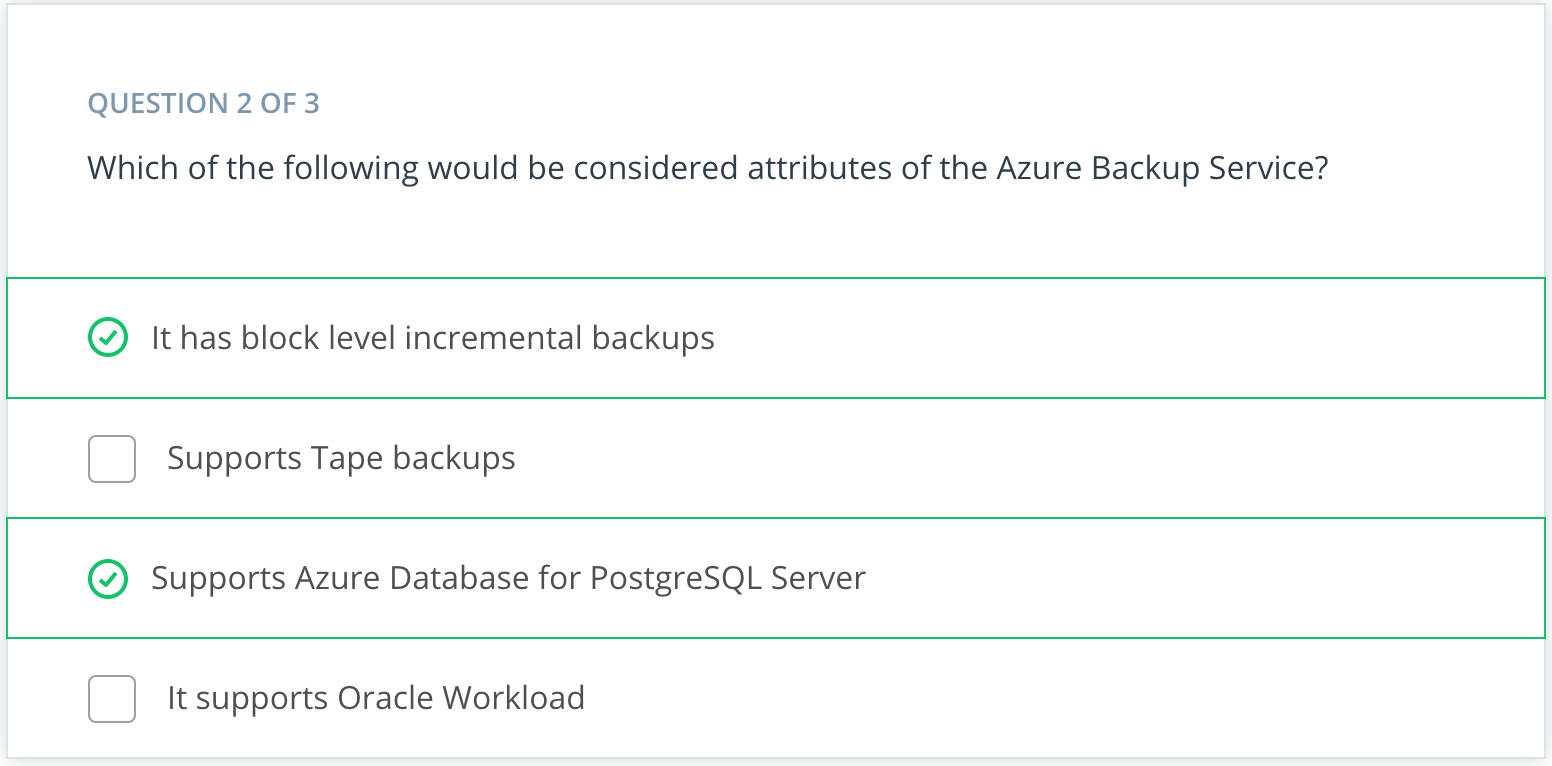 QUESTION 2 OF 3
Which of the following would be considered attributes of the Azure Backup Service?
It has block level incremental backups
Supports Tape backups
Supports Azure Database for PostgreSQL Server
It supports Oracle Workload